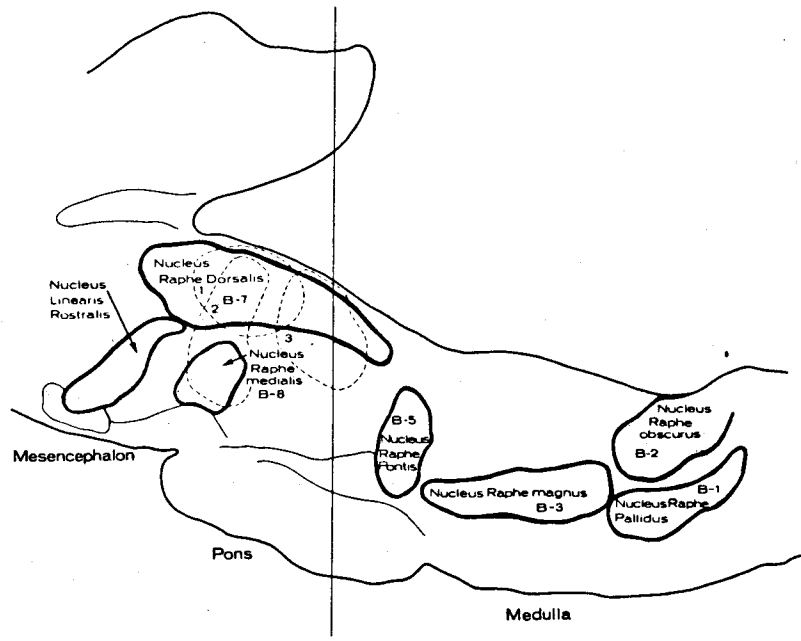 Nucleus
Raphe Dorsalis
1
2
B-7
3
Nucleus
Linearis
Rostralis
Nucleus
Raphe
medialis
B-8
B-5
Nucleus
Raphe
Pontis
Nucleus Raphe magnus
B-3
Nucleus
Raphe
obscurus
B-2
B-1
Nucleus Raphe
Pallidus
Mesencephalon
Pons
Medulla